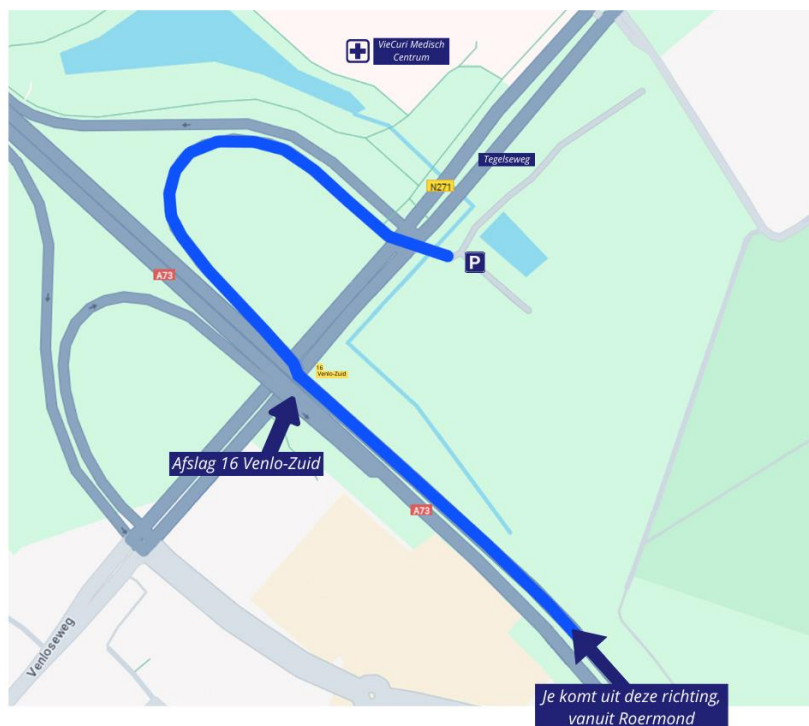 VieCuri Medisch
Centrum
Tegelseweg
N271
P
A73
16
Venlo-Zuid
Afslag 16 Venlo-Zuid
A73
Venloseweg
Je komt uit deze richting,
vanuit Roermond